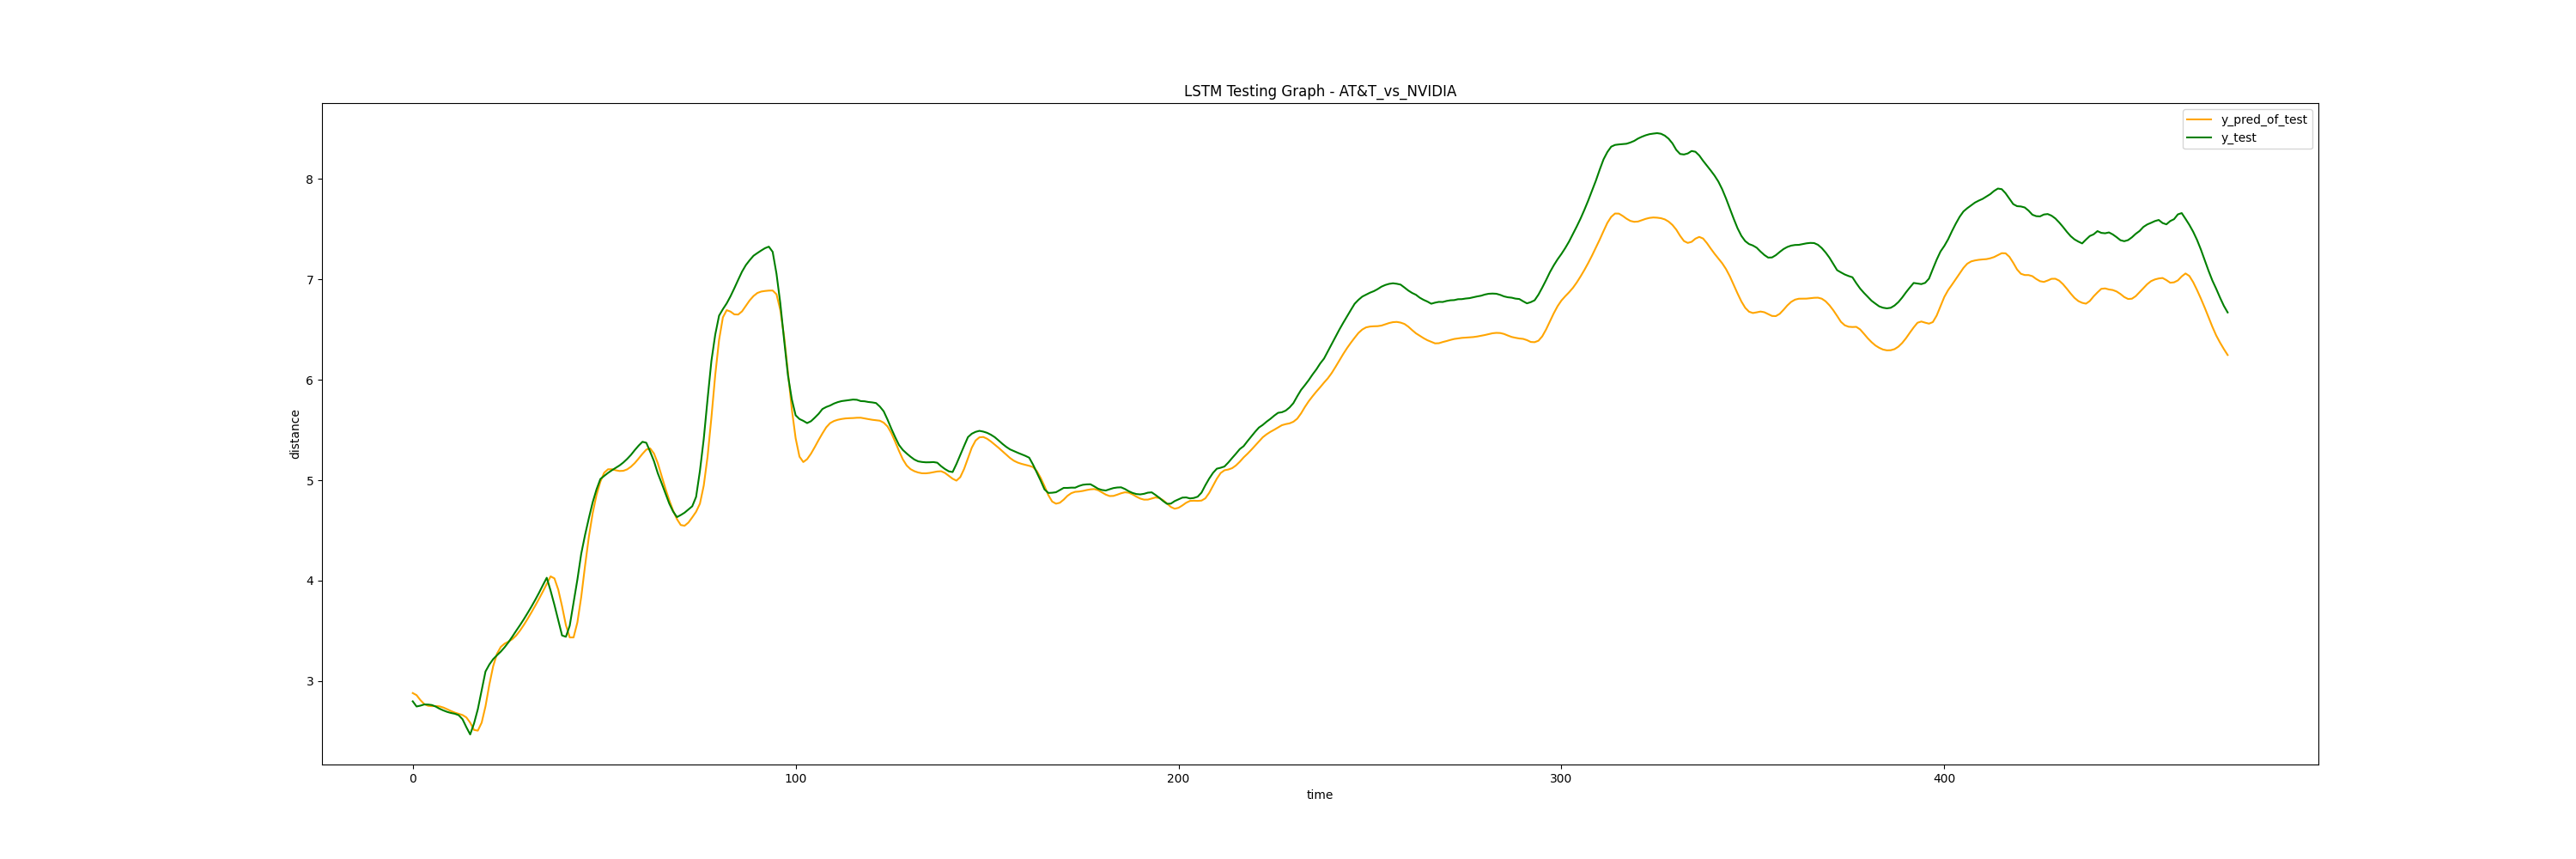 LSTM Testing Graph - AT&T_vs_NVIDIA
y_pred_of_test
y_test
8
7
6
5
4
3
distance
0 100 200 300 400
time